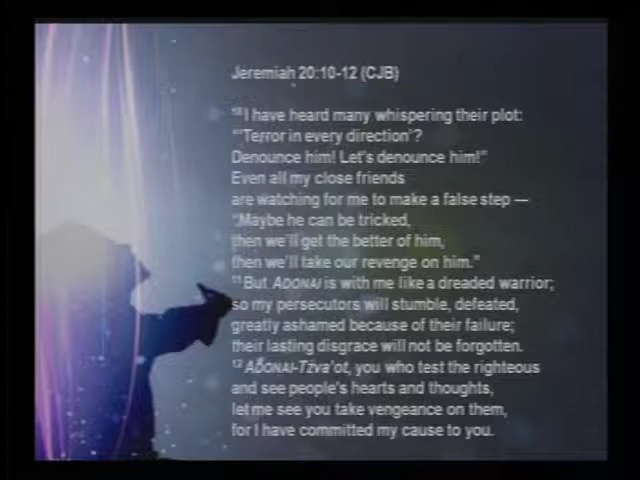 Jeremiah 20:10-12 (CJB)
¹⁰ I have heard many whispering their plot:
"'Terror in every direction'?
Denounce him! Let's denounce him!"
Even all my close friends
are watching for me to make a false step —
"Maybe he can be tricked,
then we'll get the better of him,
then we'll take our revenge on him."
¹¹ But ADONAI is with me like a dreaded warrior;
so my persecutors will stumble, defeated,
greatly ashamed because of their failure;
their lasting disgrace will not be forgotten.
¹² ADONAI-Tzva'ot, you who test the righteous
and see people's hearts and thoughts,
let me see you take vengeance on them,
for I have committed my cause to you.